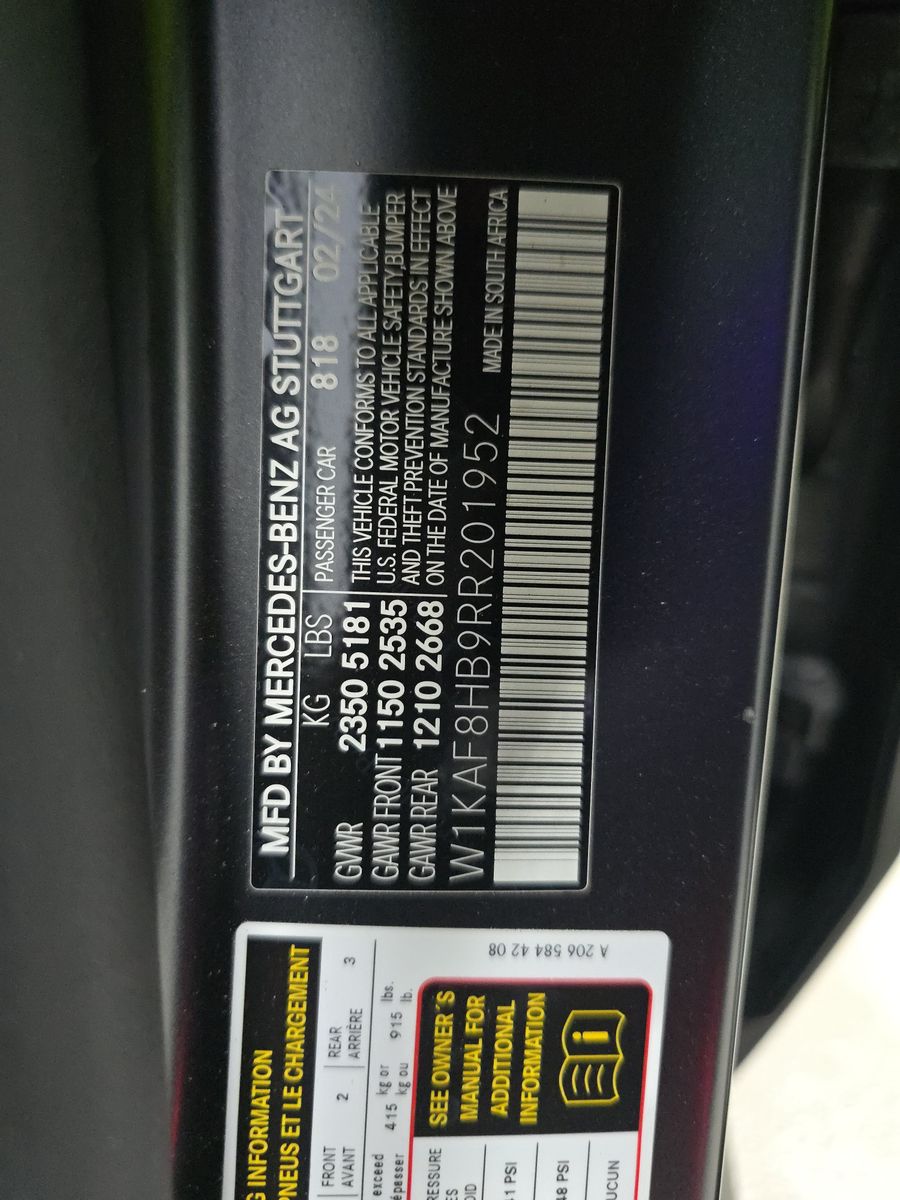 MFD BY MERCEDES-BENZ AG STUTTGART
KG LBS PASSENGER CAR 818 02/24
GVWR 2350 5181 THIS VEHICLE CONFORMS TO ALL APPLICABLE
GAWR FRONT 1150 2535 U.S. FEDERAL MOTOR VEHICLE SAFETY,BUMPER
GAWR REAR 1210 2668 AND THEFT PREVENTION STANDARDS IN EFFECT
ON THE DATE OF MANUFACTURE SHOWN ABOVE
W1KAF8HB9RR201952 MADE IN SOUTH AFRICA
G INFORMATION
PNEUS ET LE CHARGEMENT
FRONT 2 REAR 3
AVANT ARRIÈRE
exceed 415 kg or 915 lbs.
kg ou lb.
SEE OWNER'S
MANUAL FOR
ADDITIONAL
INFORMATION
A 206 584 42 08
PSI
48 PSI